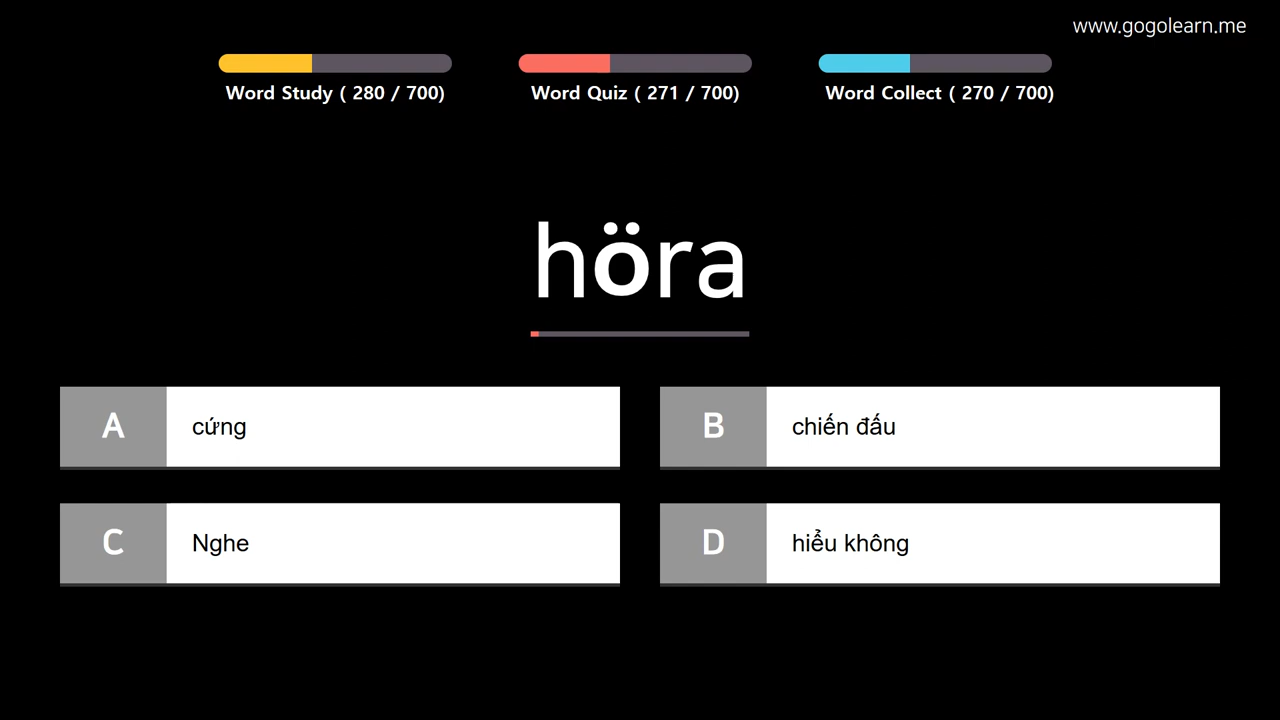 www.gogolearn.me
Word Study ( 280 / 700)
Word Quiz ( 271 / 700)
Word Collect ( 270 / 700)
höra
A cứng
B chiến đấu
C Nghe
D hiểu không